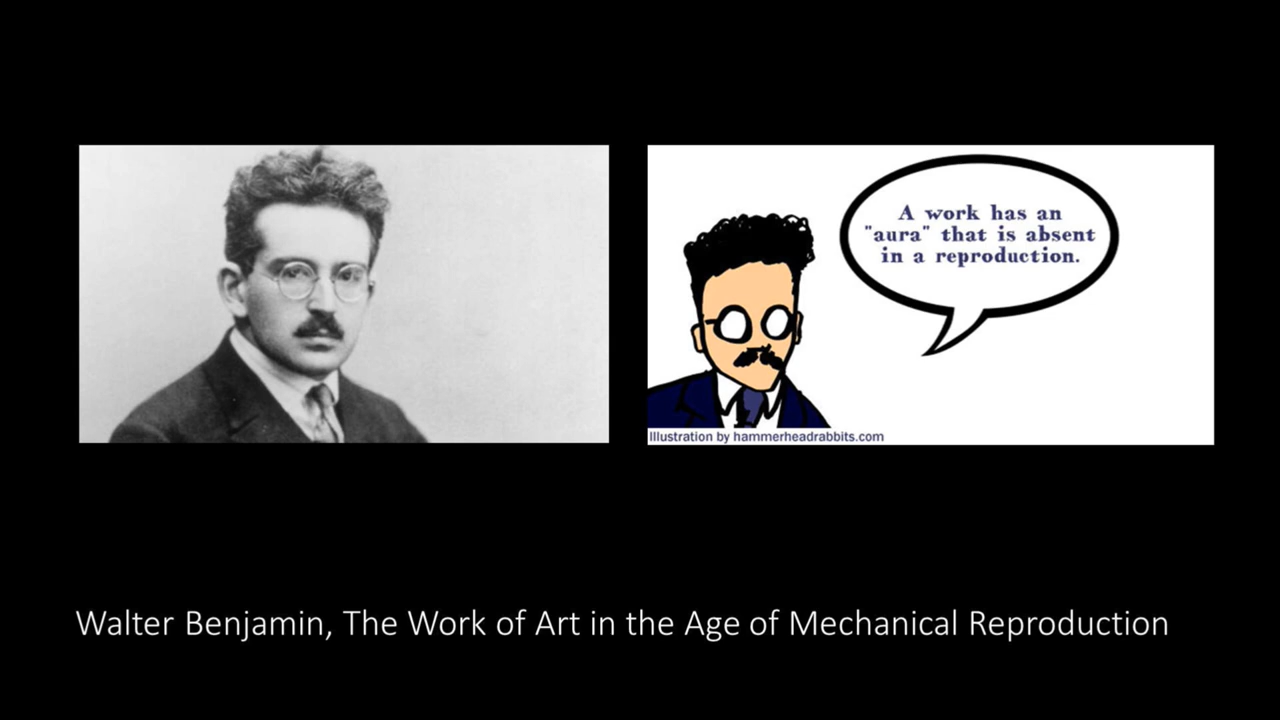 A work has an
"aura" that is absent
in a reproduction.
Illustration by hammerheadrabbits.com
Walter Benjamin, The Work of Art in the Age of Mechanical Reproduction